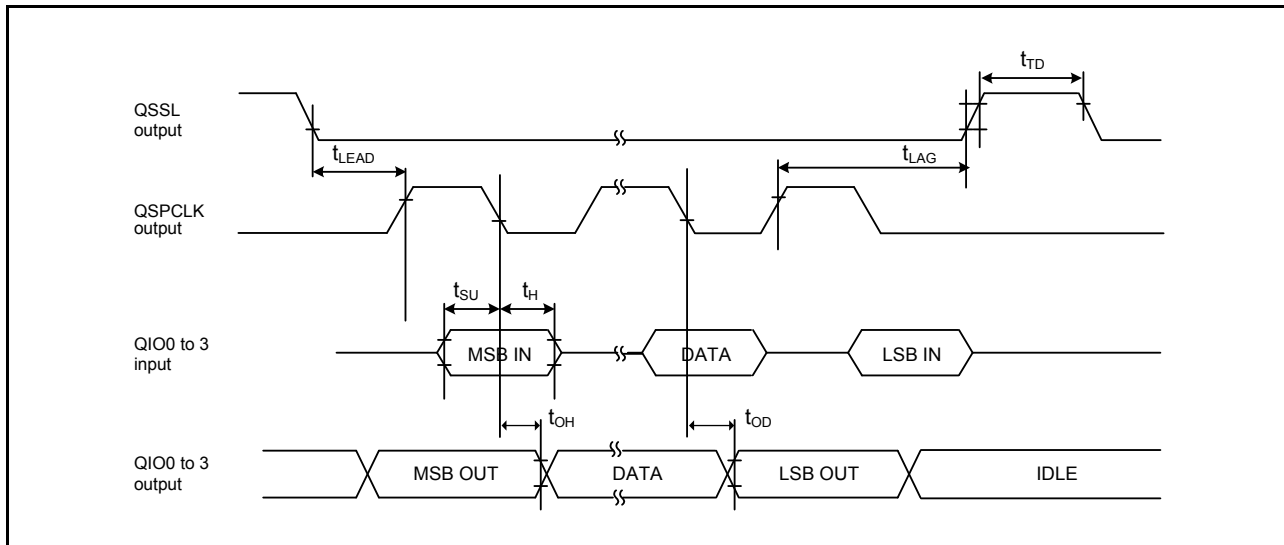 tTD
QSSL
output
tLEAD
tLAG
QSPCLK
output
tSU
tH
QIO0 to 3
input
MSB IN
DATA
LSB IN
tOH
tOD
QIO0 to 3
output
MSB OUT
DATA
LSB OUT
IDLE